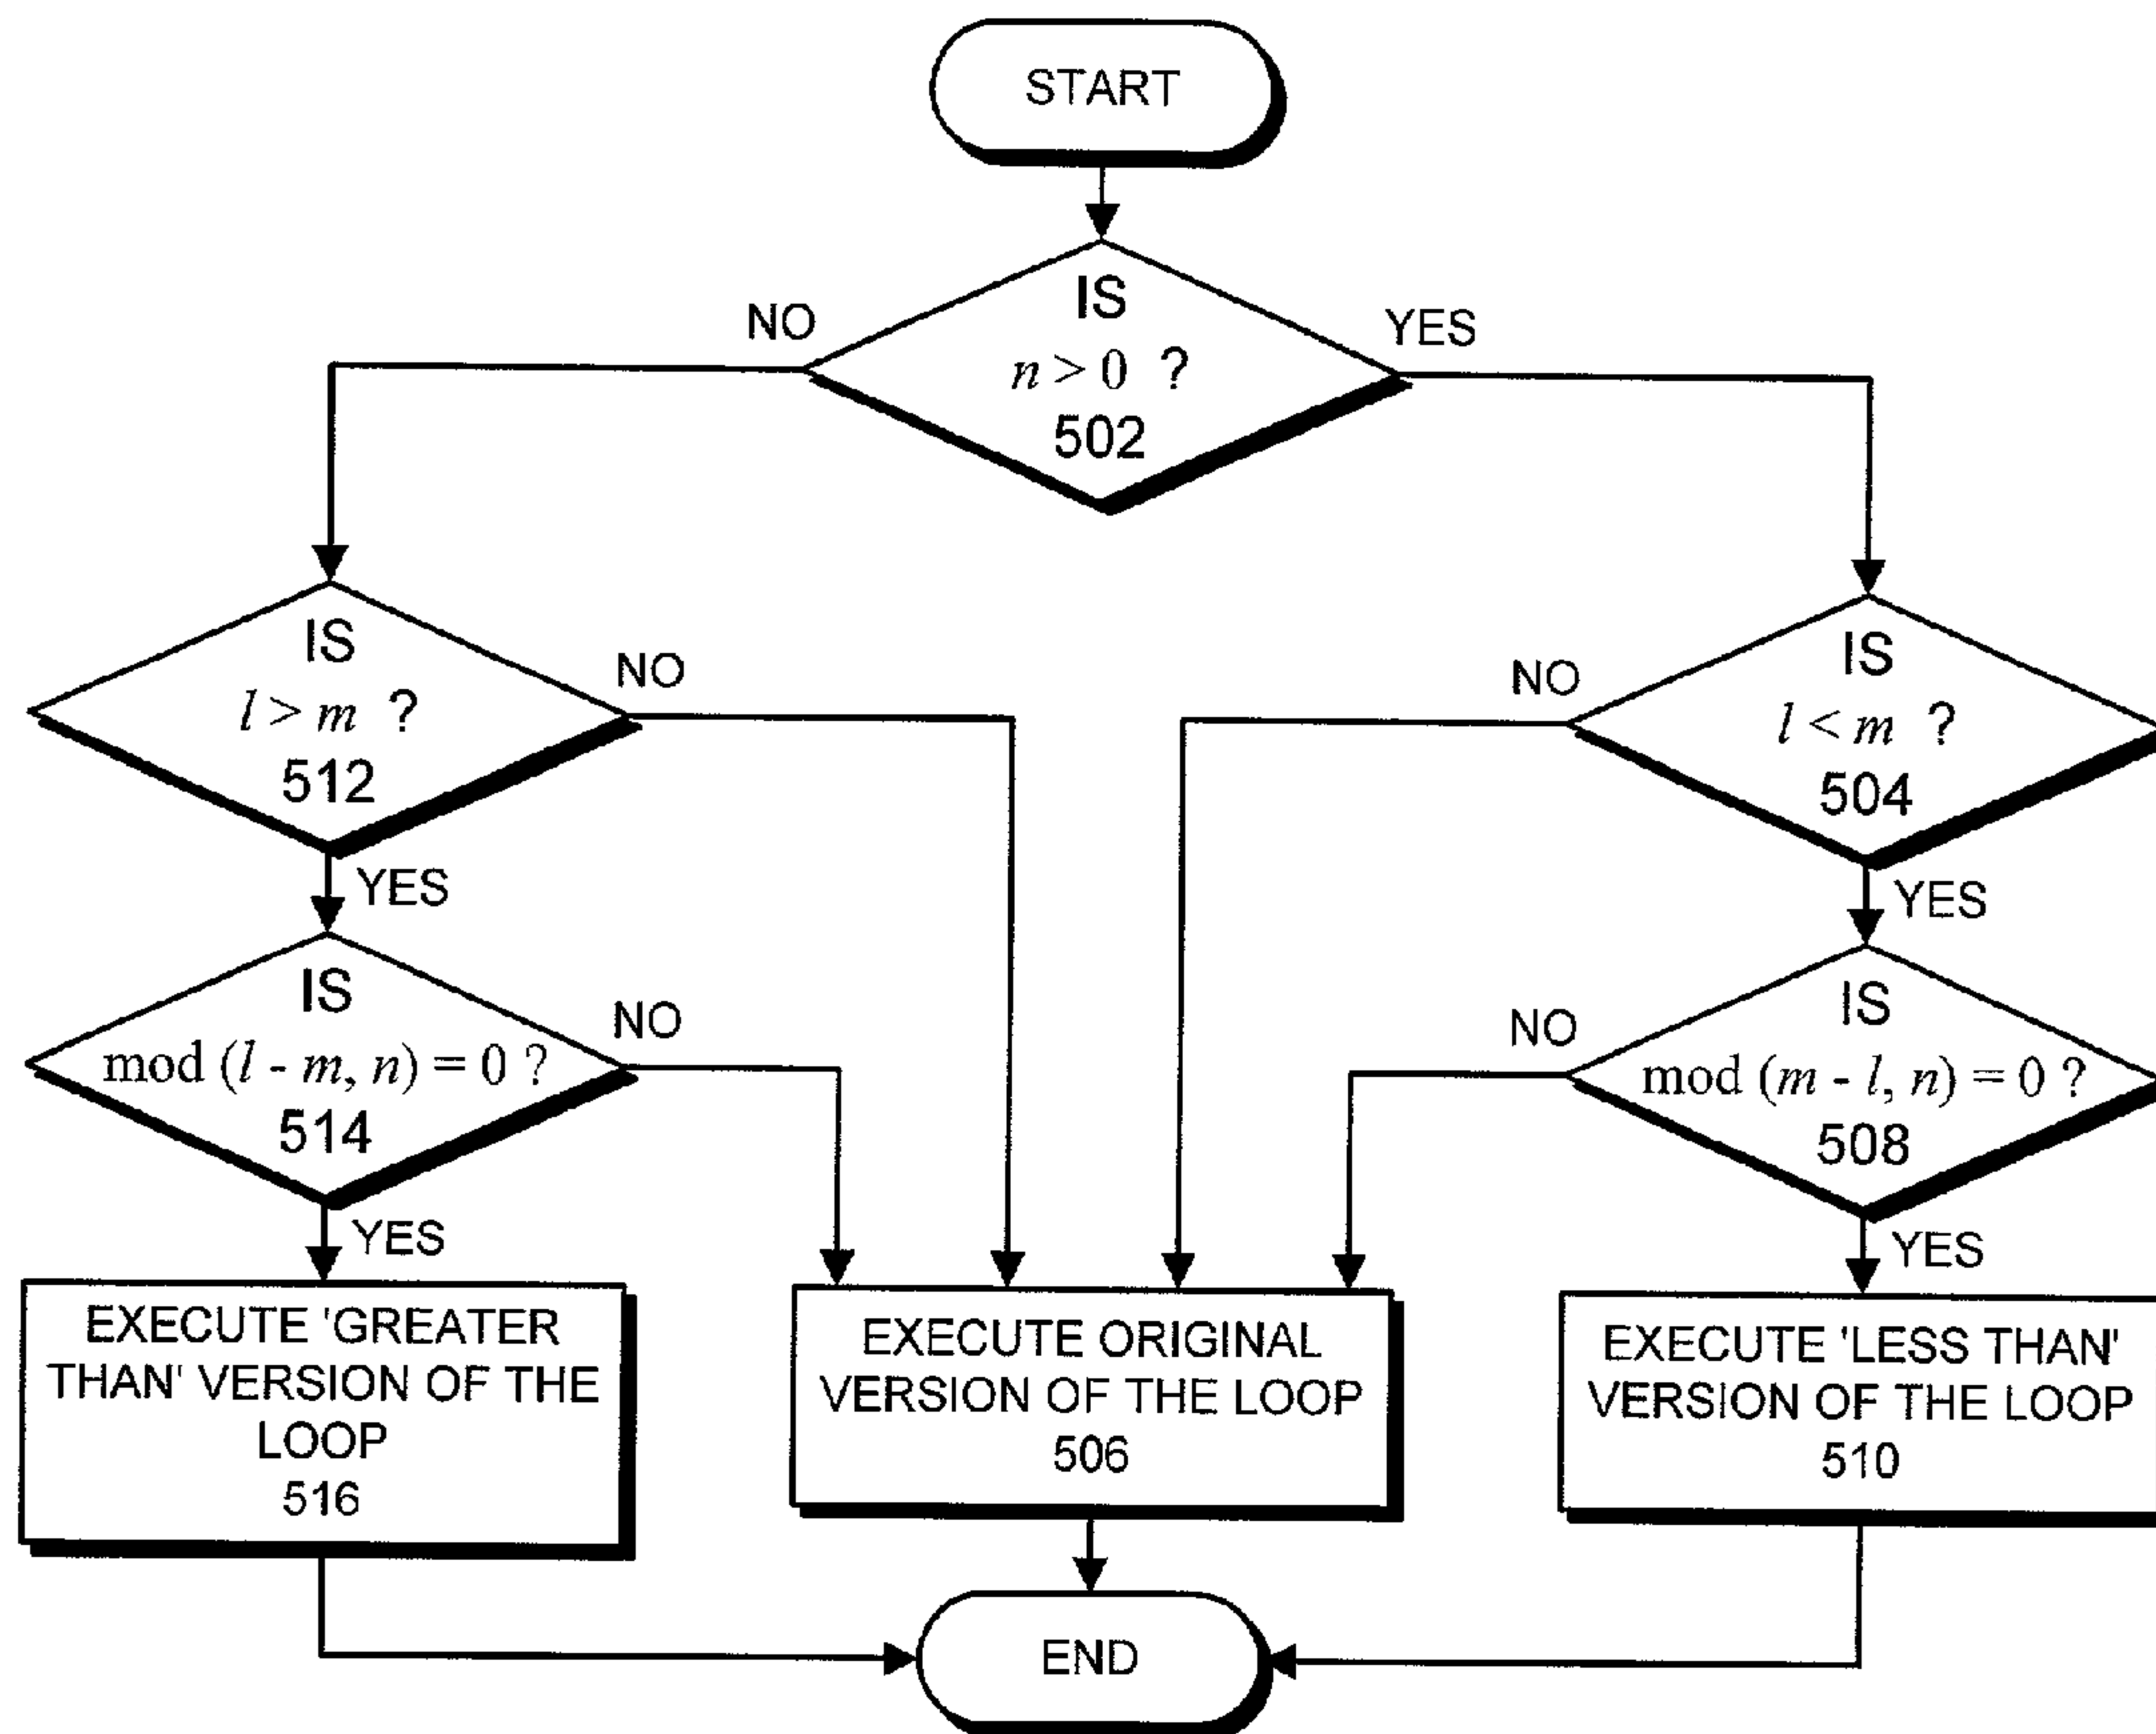 START
IS
n > 0 ?
502
NO
YES
IS
l > m ?
512
NO
YES
IS
l < m ?
504
NO
YES
IS
mod (l - m, n) = 0 ?
514
NO
YES
IS
mod (m - l, n) = 0 ?
508
NO
YES
EXECUTE 'GREATER
THAN' VERSION OF THE
LOOP
516
EXECUTE ORIGINAL
VERSION OF THE LOOP
506
EXECUTE 'LESS THAN'
VERSION OF THE LOOP
510
END